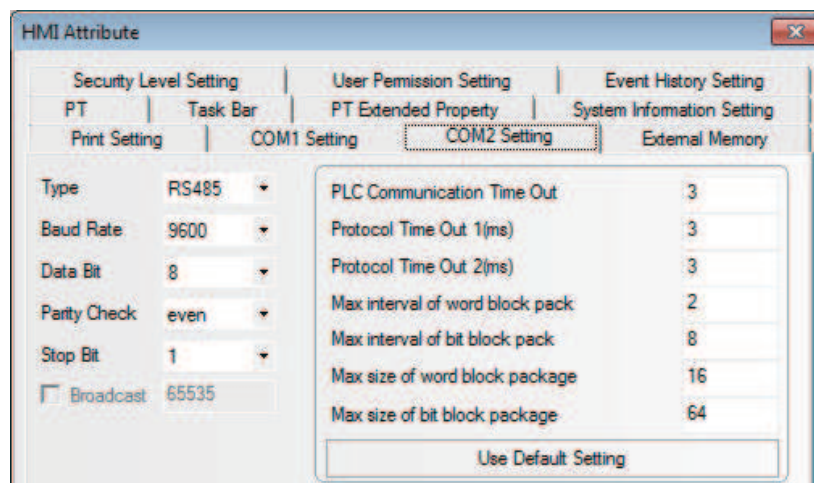 HMI Attribute
Security Level Setting User Permission Setting Event History Setting
PT Task Bar PT Extended Property System Information Setting
Print Setting COM1 Setting COM2 Setting External Memory
Type RS485
Baud Rate 9600
Data Bit 8
Parity Check even
Stop Bit 1
Broadcast 65535
PLC Communication Time Out 3
Protocol Time Out 1(ms) 3
Protocol Time Out 2(ms) 3
Max interval of word block pack 2
Max interval of bit block pack 8
Max size of word block package 16
Max size of bit block package 64
Use Default Setting